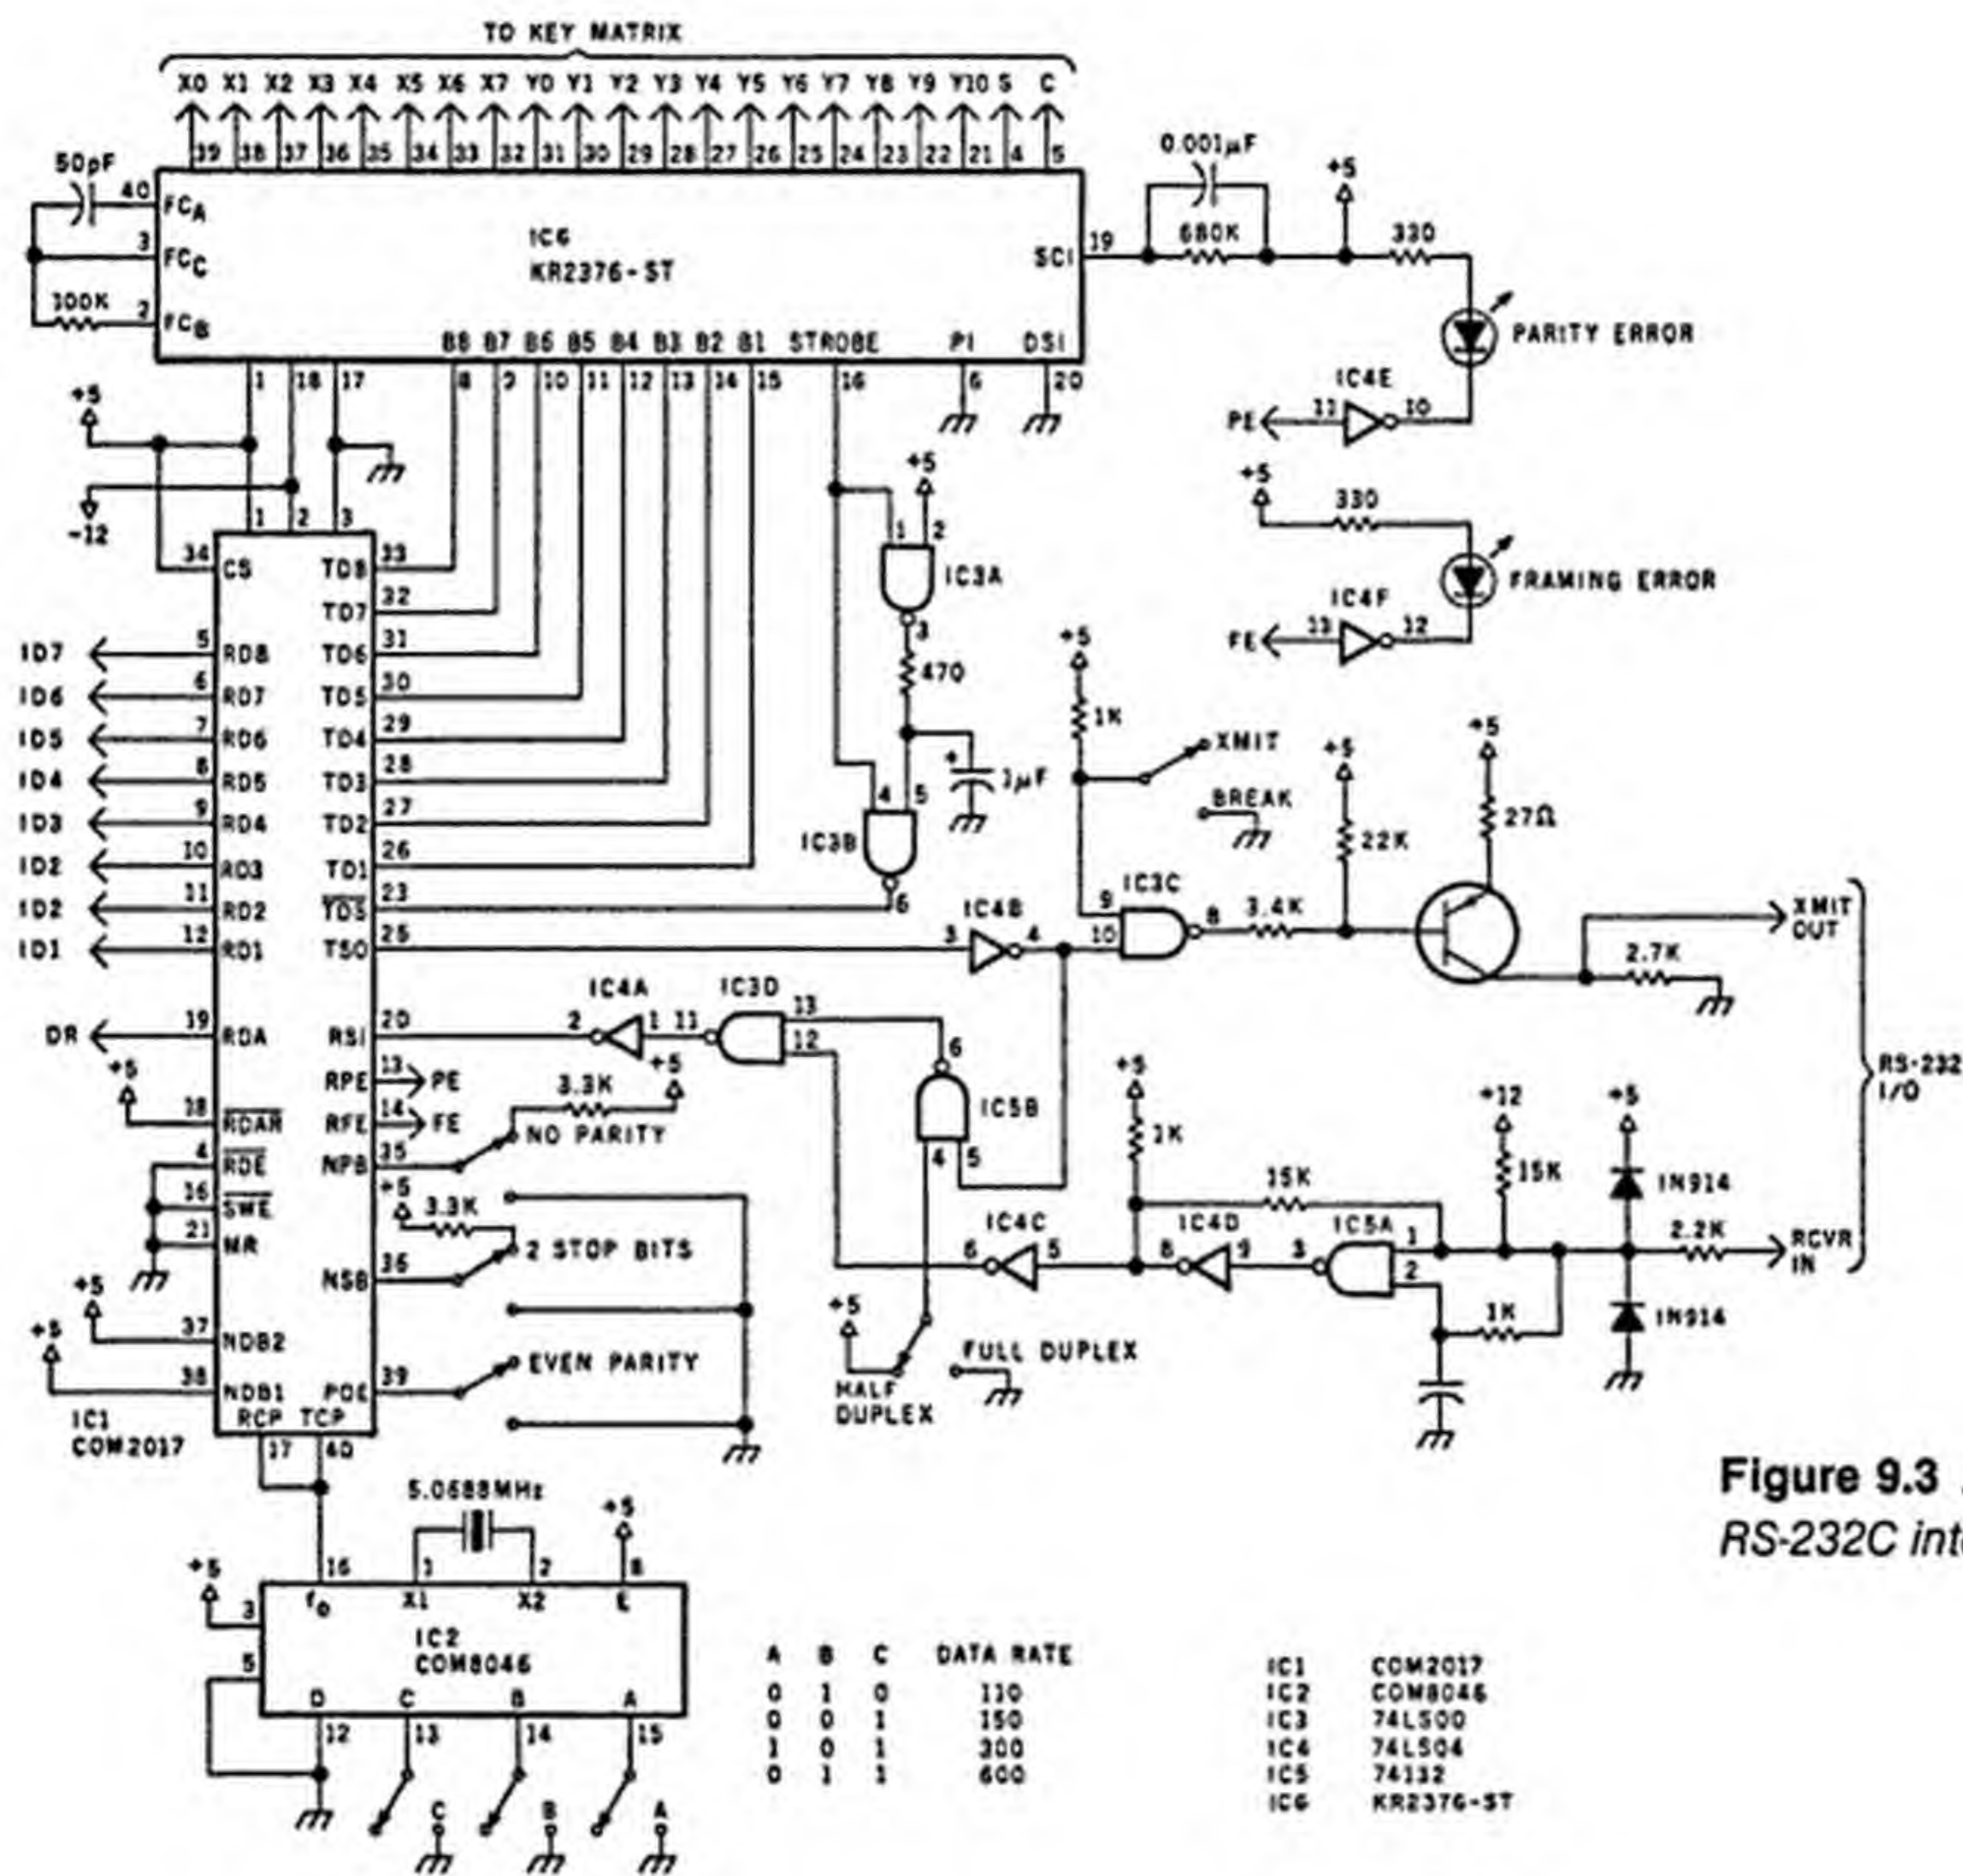 TO KEY MATRIX
X0 X1 X2 X3 X4 X5 X6 X7 Y0 Y1 Y2 Y3 Y4 Y5 Y6 Y7 Y8 Y9 Y10 S C
39 38 37 36 35 34 33 32 31 30 29 28 27 26 25 24 23 22 21 4 5
50pF
40 FCA
3 FCC
100K
2 FCB
IC6
KR2376-ST
SCI 19
0.001µF
680K
+5
330
B8 B7 B6 B5 B4 B3 B2 B1 STROBE PI DSI
1 18 17 8 9 10 11 12 13 14 15 16 6 20
PARITY ERROR
IC4E
PE 11 10
+5
330
FRAMING ERROR
IC4F
FE 13 12
+5
-12
1 2 3
34 CS TD8 33
TD7 32
ID7 5 RD8 TD6 31
ID6 6 RD7 TD5 30
ID5 7 RD6 TD4 29
ID4 8 RD5 TD3 28
ID3 9 RD4 TD2 27
ID2 10 RD3 TD1 26
ID2 11 RD2 TDS 23
ID1 12 RD1 TSO 25
DR 19 RDA RSI 20
+5
RPE 13 PE
18 RDAR RFE 14 FE
4 RDE NPB 35
16 SWE
21 MR
NSB 36
+5
37 NDB2
+5
38 NDB1 POE 39
RCP TCP
17 40
IC1
COM2017
+5
1 2
IC3A
3
470
+ 1µF
4 5
IC3B
6
+5
1K
XMIT
BREAK
IC4B
3 4
9
10
IC3C
8
3.4K
+5
22K
+5
27Ω
XMIT
OUT
2.7K
RS-232
I/O
IC4A
2 1
IC3D
11 13
12
3.3K
+5
NO PARITY
+5
3.3K
2 STOP BITS
EVEN PARITY
6
IC5B
4 5
+5
HALF
DUPLEX
FULL DUPLEX
+5
1K
15K
IC4C
6 5
IC4D
8 9
IC5A
3 1
2
1K
+12
15K
+5
1N914
2.2K
RCVR
IN
1N914
Figure 9.3
RS-232C
5.0688MHz
+5
+5
16 1 2 8
fo X1 X2 E
3
5
IC2
COM8046
D C B A
12 13 14 15
C B A
A B C DATA RATE
0 1 0 110
0 0 1 150
1 0 1 300
0 1 1 600
IC1 COM2017
IC2 COM8046
IC3 74LS00
IC4 74LS04
IC5 74132
IC6 KR2376-ST